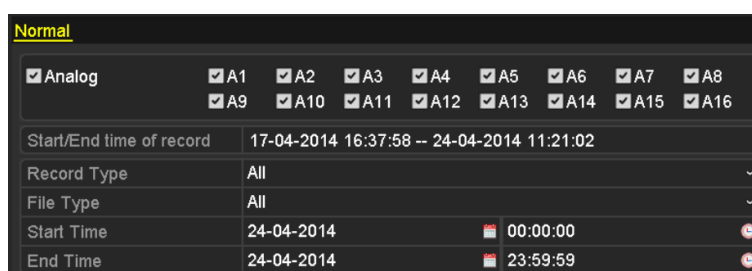 Normal
Analog A1 A2 A3 A4 A5 A6 A7 A8
A9 A10 A11 A12 A13 A14 A15 A16
Start/End time of record 17-04-2014 16:37:58 -- 24-04-2014 11:21:02
Record Type All
File Type All
Start Time 24-04-2014 00:00:00
End Time 24-04-2014 23:59:59